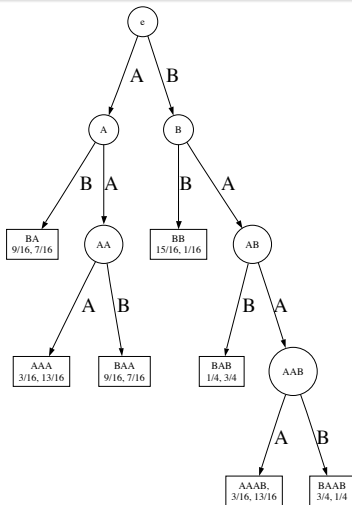 e
A B
A B
B A B A
BA
9/16, 7/16
AA
BB
15/16, 1/16
AB
A B B A
AAA
3/16, 13/16
BAA
9/16, 7/16
BAB
1/4, 3/4
AAB
A B
AAAB,
3/16, 13/16
BAAB
3/4, 1/4